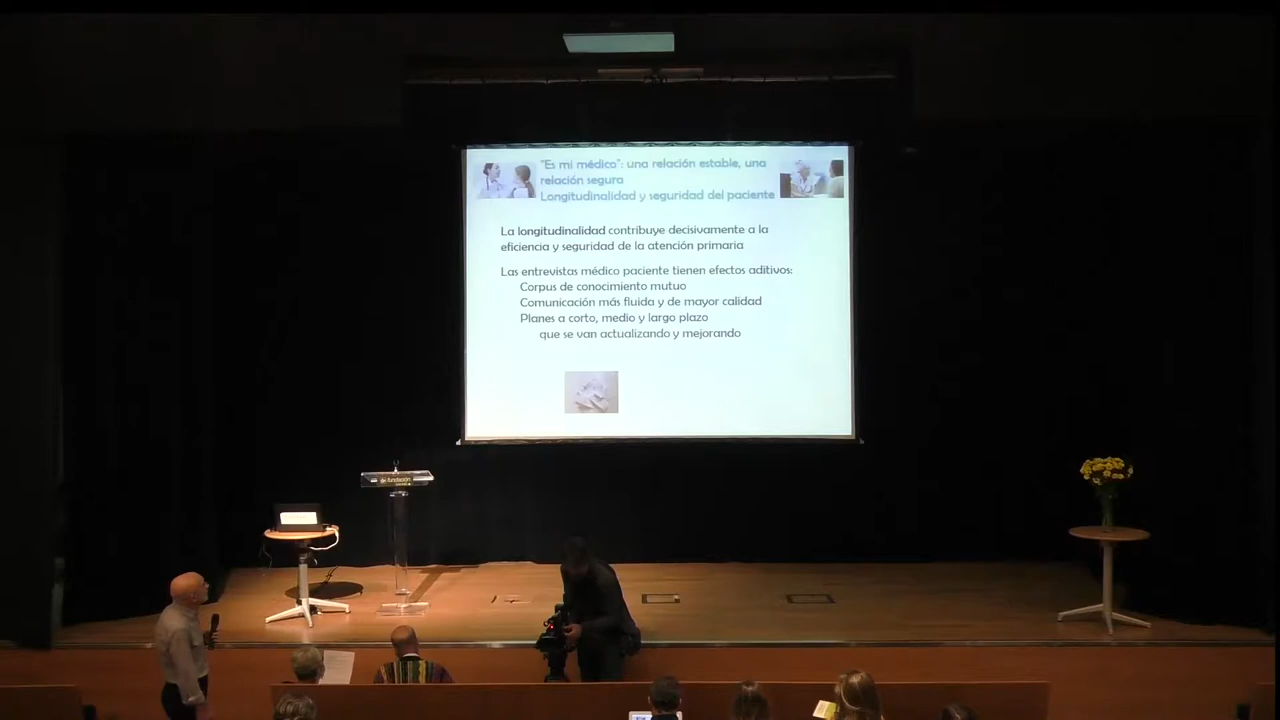 "Es mi médico": una relación estable, una
relación segura
Longitudinalidad y seguridad del paciente
La longitudinalidad contribuye decisivamente a la
eficiencia y seguridad de la atención primaria
Las entrevistas médico paciente tienen efectos aditivos:
Corpus de conocimiento mutuo
Comunicación más fluida y de mayor calidad
Planes a corto, medio y largo plazo
que se van actualizando y mejorando
fundación